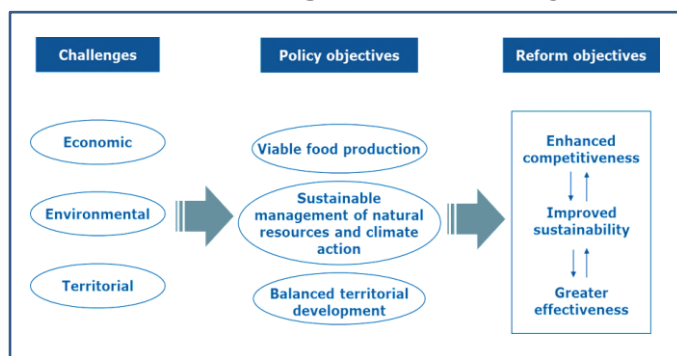 Challenges
Policy objectives
Reform objectives
Economic
Environmental
Territorial
Viable food production
Sustainable
management of natural
resources and climate
action
Balanced territorial
development
Enhanced
competitiveness
Improved
sustainability
Greater
effectiveness